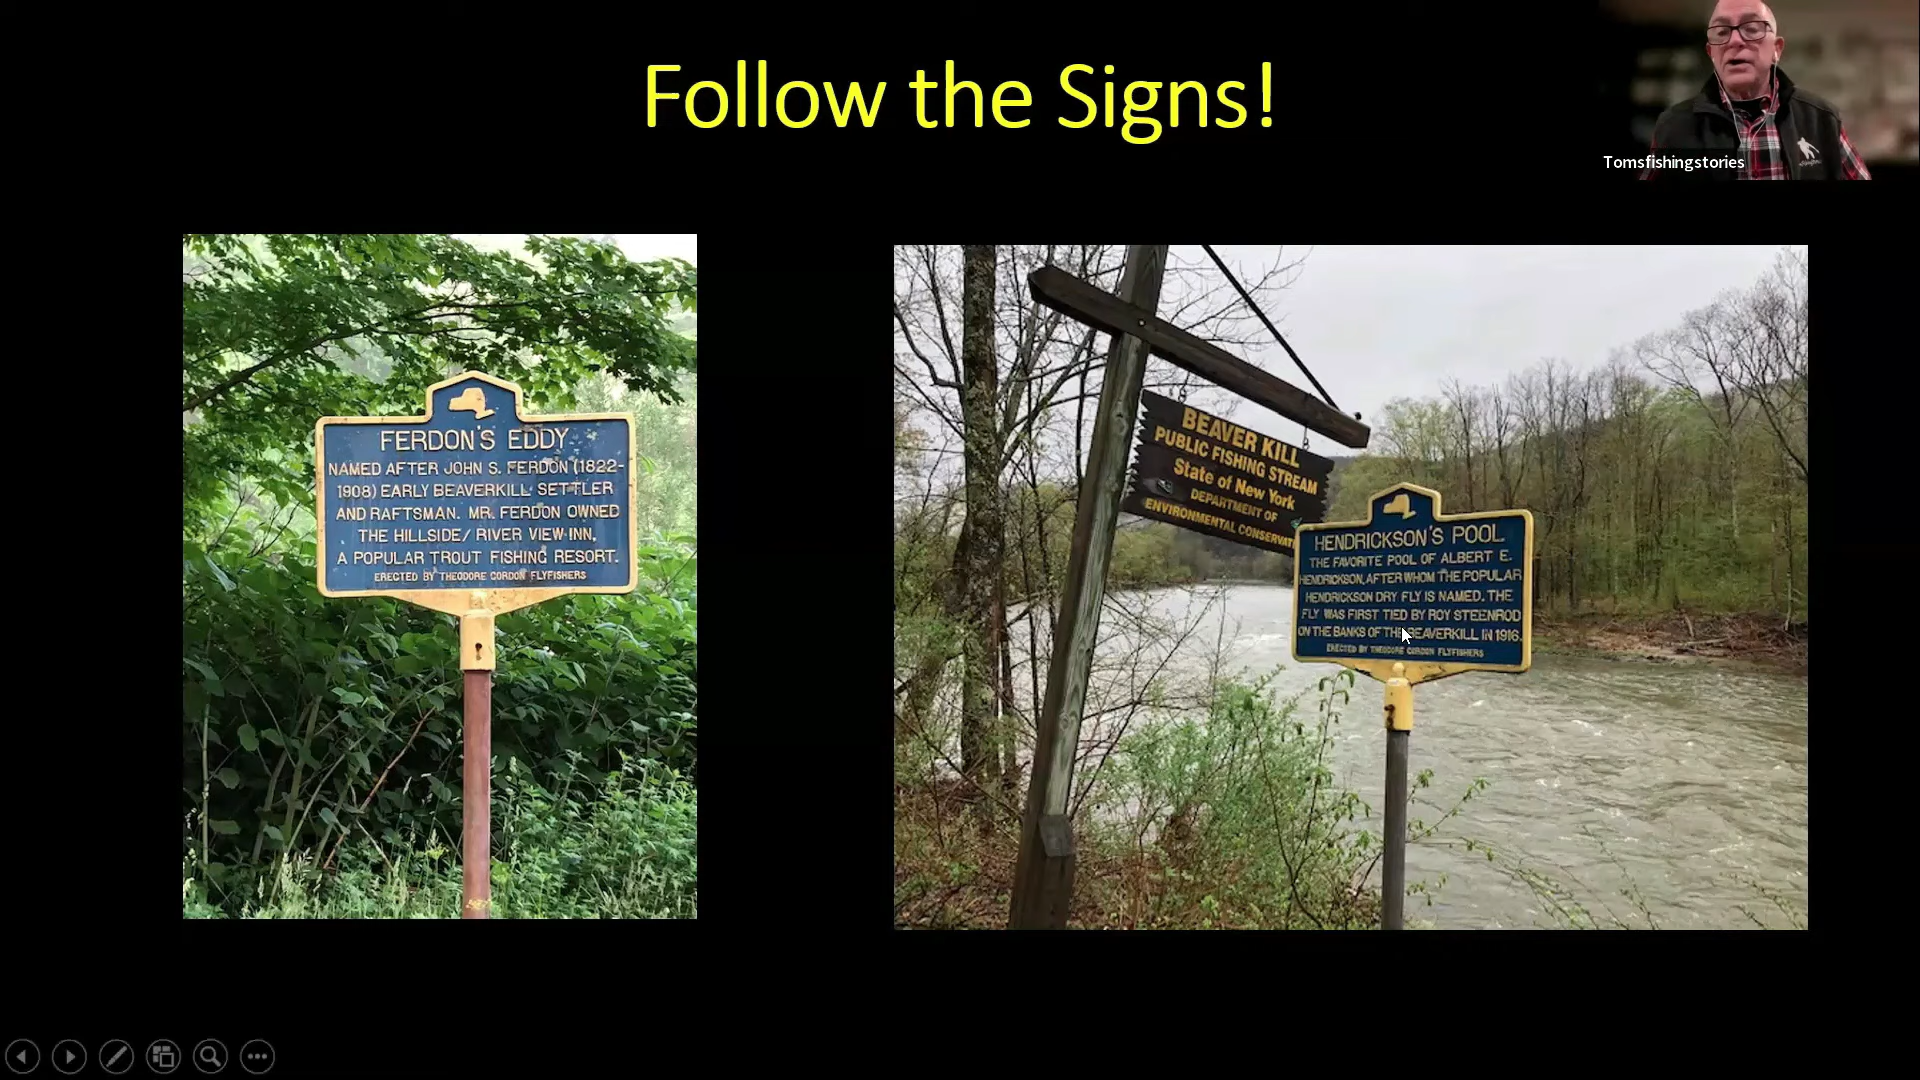 Follow the Signs!
Tomsfishingstories
FERDON'S EDDY
NAMED AFTER JOHN S. FERDON (1822-
1908) EARLY BEAVERKILL SETTLER
AND RAFTSMAN. MR. FERDON OWNED
THE HILLSIDE/ RIVER VIEW INN,
A POPULAR TROUT FISHING RESORT.
ERECTED BY THEODORE GORDON FLYFISHERS
BEAVER KILL
PUBLIC FISHING STREAM
State of New York
DEPARTMENT OF
ENVIRONMENTAL CONSERVAT
HENDRICKSON'S POOL
THE FAVORITE POOL OF ALBERT E.
HENDRICKSON, AFTER WHOM THE POPULAR
HENDRICKSON DRY FLY IS NAMED. THE
FLY WAS FIRST TIED BY ROY STEENROD
ON THE BANKS OF THE BEAVERKILL IN 1916.
ERECTED BY THEODORE GORDON FLYFISHERS